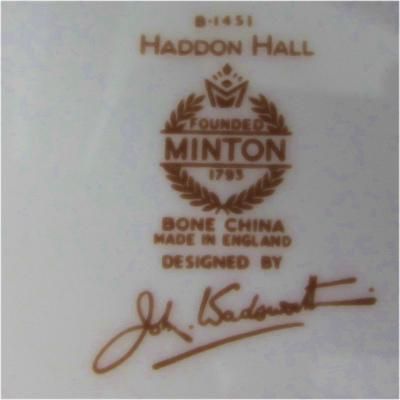 B-1451
HADDON HALL
FOUNDED
MINTON
1793
BONE CHINA
MADE IN ENGLAND
DESIGNED BY
John Wadsworth